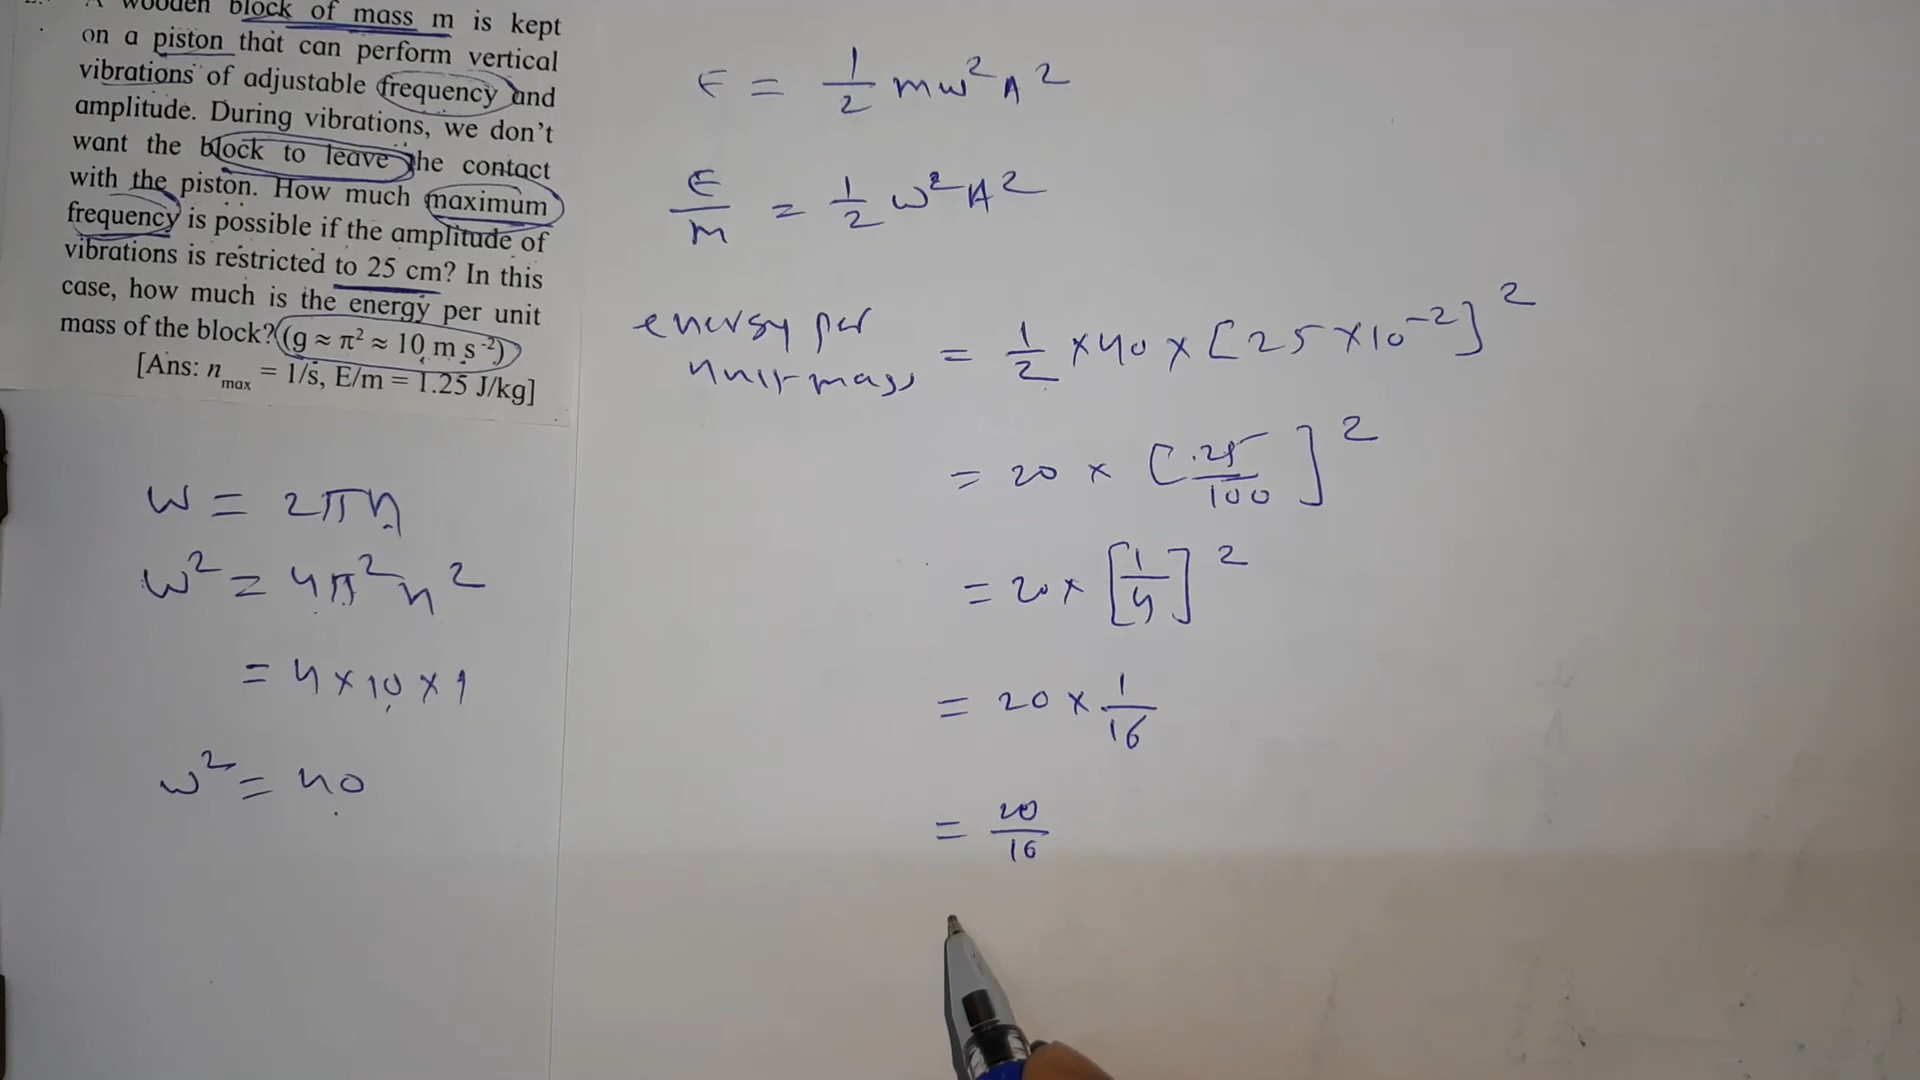 A wooden block of mass m is kept
on a piston that can perform vertical
vibrations of adjustable frequency and
amplitude. During vibrations, we don't
want the block to leave the contact
with the piston. How much maximum
frequency is possible if the amplitude of
vibrations is restricted to 25 cm? In this
case, how much is the energy per unit
mass of the block? (g ≈ π² ≈ 10 m s⁻²)
[Ans: n_max = 1/s, E/m = 1.25 J/kg]
w = 2πn
w² = 4π²n²
= 4 × 10 × 1
w² = 40
E = 1/2 mw²A²
E/m = 1/2 w²A²
energy per
unit mass = 1/2 × 40 × [25 × 10⁻²]²
= 20 × [25/100]²
= 20 × [1/4]²
= 20 × 1/16
= 20/16